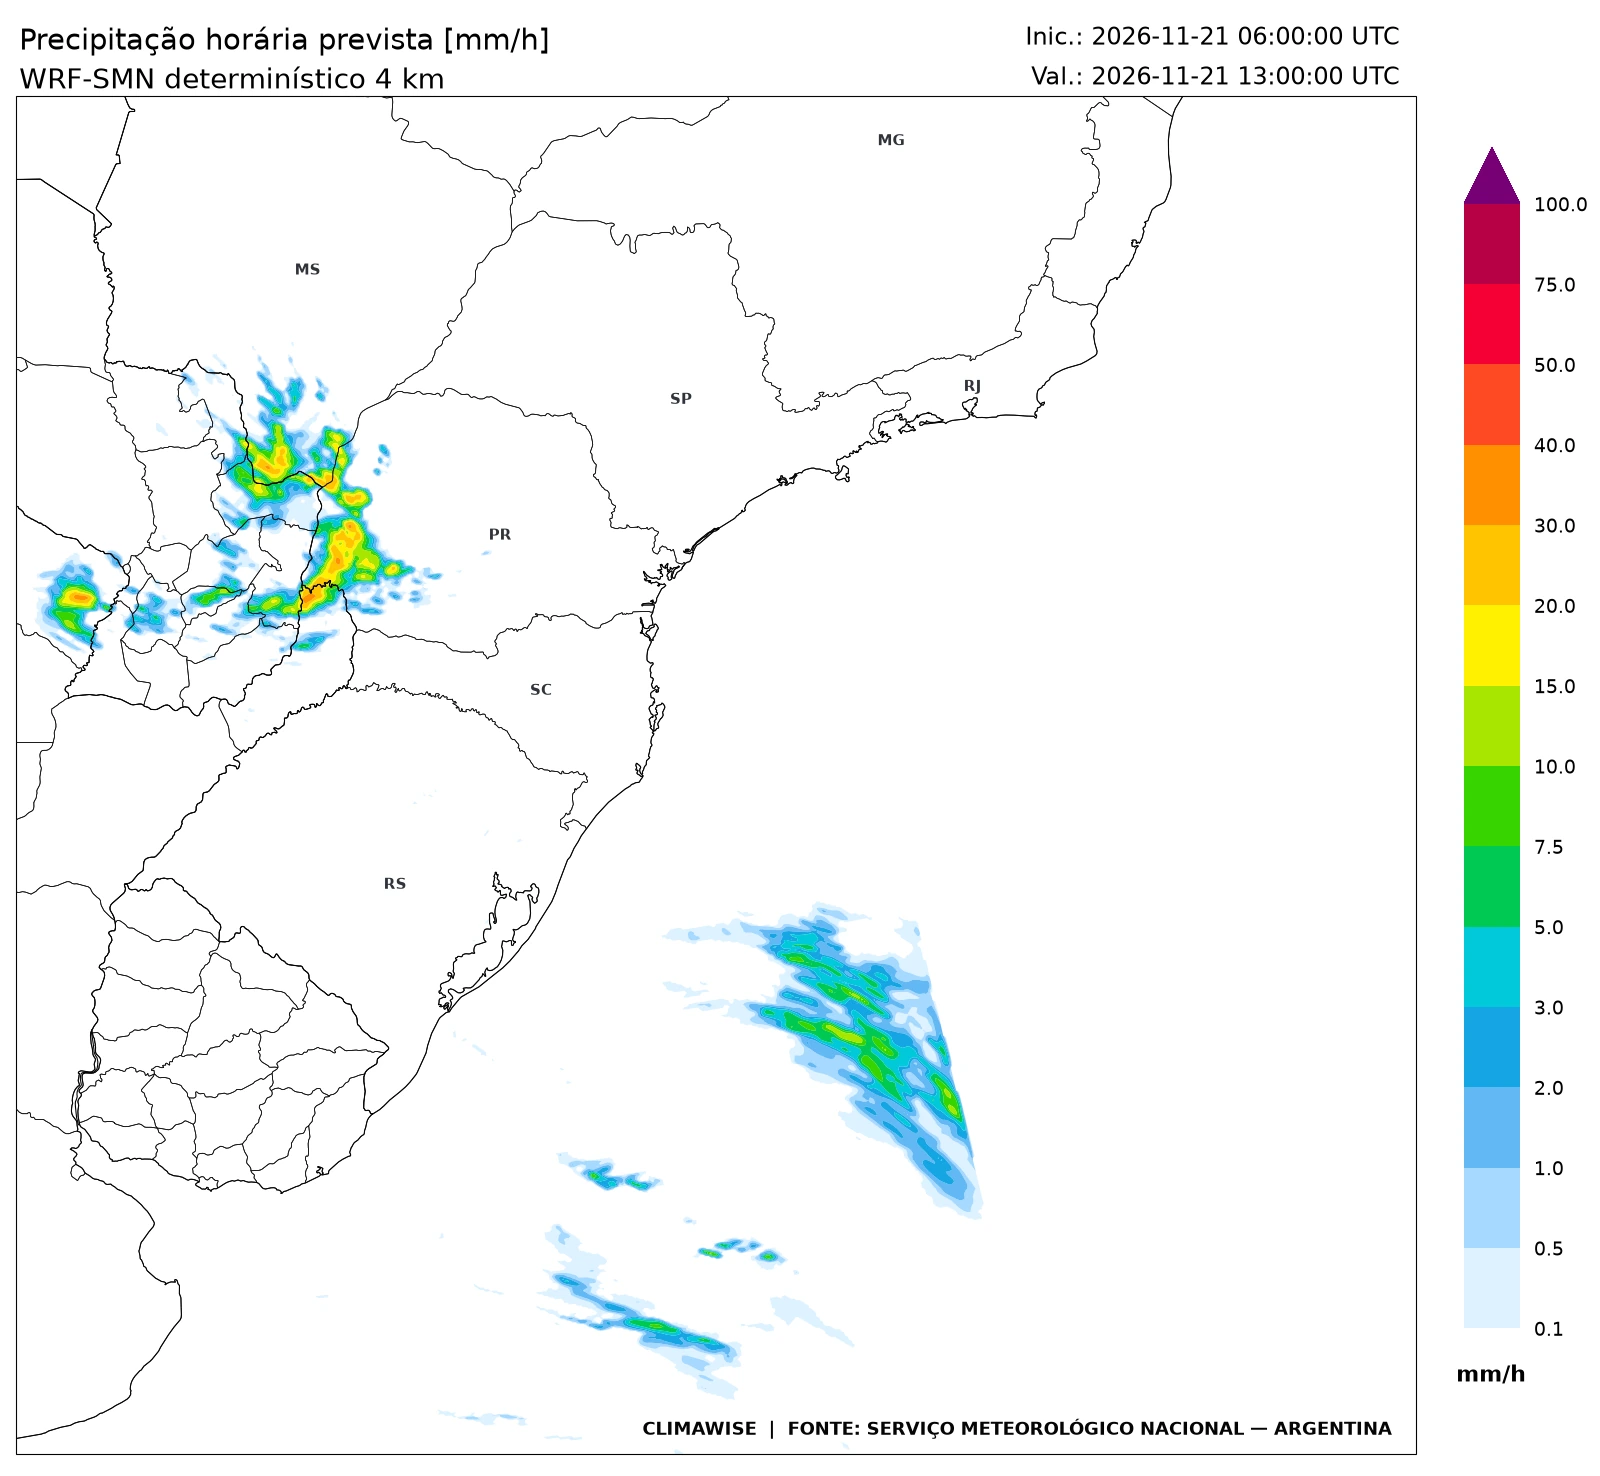 Precipitação horária prevista [mm/h]
WRF-SMN determinístico 4 km
Inic.: 2026-11-21 06:00:00 UTC
Val.: 2026-11-21 13:00:00 UTC
MG
MS
RJ
SP
PR
SC
RS
100.0
75.0
50.0
40.0
30.0
20.0
15.0
10.0
7.5
5.0
3.0
2.0
1.0
0.5
0.1
mm/h
CLIMAWISE | FONTE: SERVIÇO METEOROLÓGICO NACIONAL — ARGENTINA